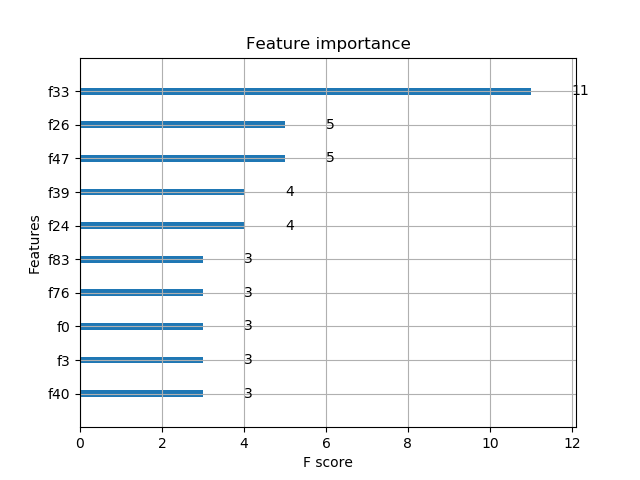 Feature importance
f33 11
f26 5
f47 5
f39 4
f24 4
f83 3
f76 3
f0 3
f3 3
f40 3
Features
0 2 4 6 8 10 12
F score